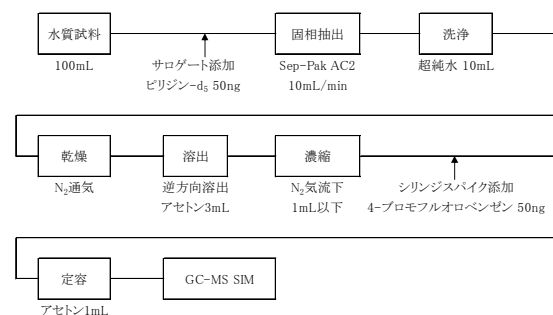 水質試料
100mL
サロゲート添加
ピリジン-d₅ 50ng
固相抽出
Sep-Pak AC2
10mL/min
洗浄
超純水 10mL
乾燥
N₂通気
溶出
逆方向溶出
アセトン3mL
濃縮
N₂気流下
1mL以下
シリンジスパイク添加
4-ブロモフルオロベンゼン 50ng
定容
アセトン1mL
GC-MS SIM